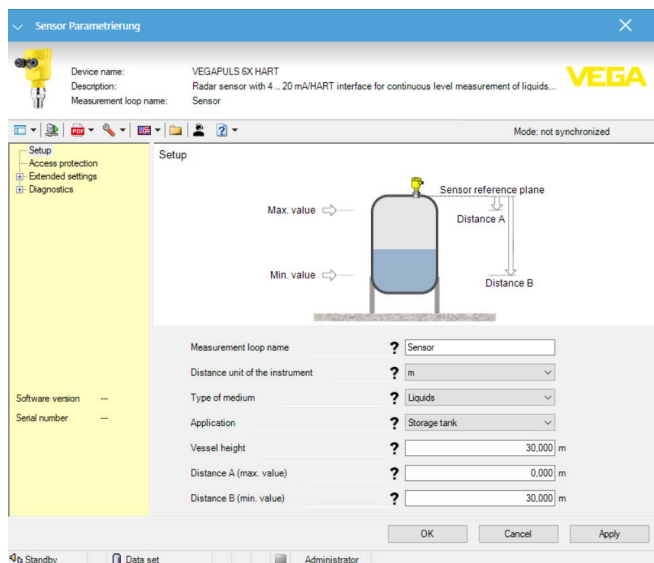 Sensor Parametrierung
Device name: VEGAPULS 6X HART
Description: Radar sensor with 4 .. 20 mA/HART interface for continuous level measurement of liquids...
Measurement loop name: Sensor
VEGA
PDF
Mode: not synchronized
Setup
Access protection
Extended settings
Diagnostics
Software version ---
Serial number ---
Setup
Sensor reference plane
Max. value
Distance A
Min. value
Distance B
Measurement loop name ? Sensor
Distance unit of the instrument ? m
Type of medium ? Liquids
Application ? Storage tank
Vessel height ? 30,000 m
Distance A (max. value) ? 0,000 m
Distance B (min. value) ? 30,000 m
OK Cancel Apply
Standby Data set Administrator